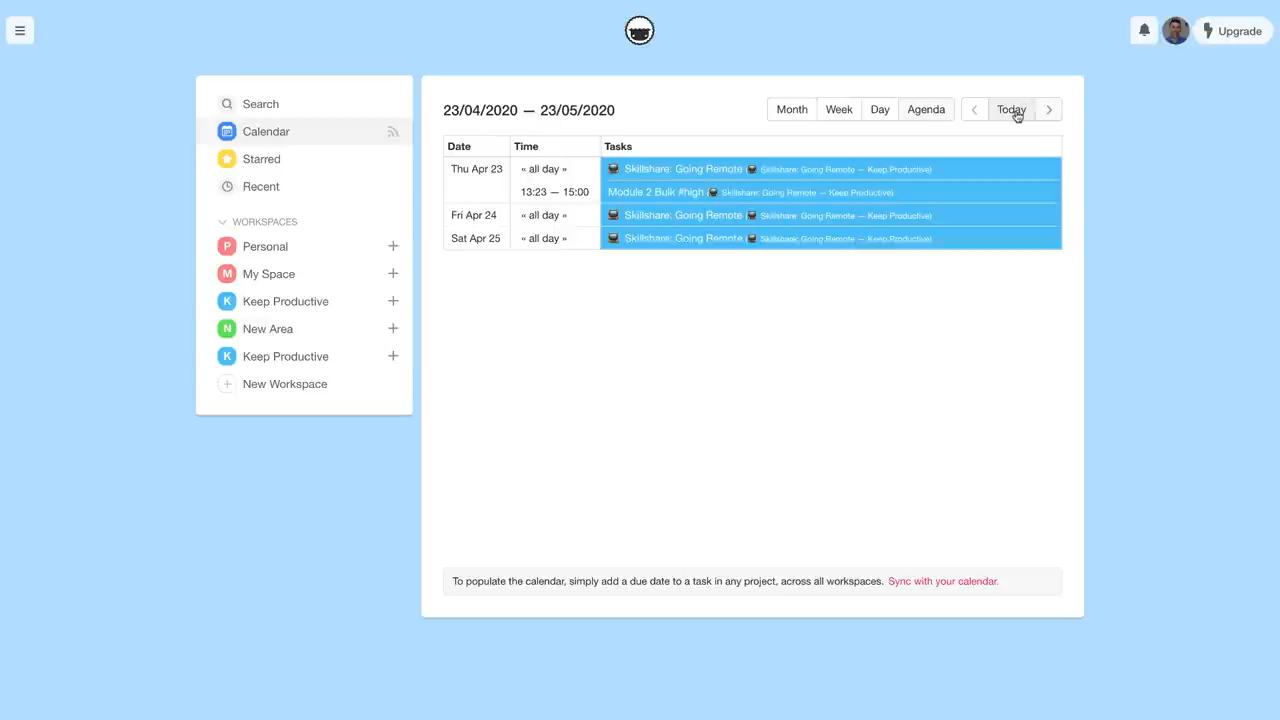 Upgrade
Search
Calendar
Starred
Recent
WORKSPACES
P Personal
M My Space
K Keep Productive
N New Area
K Keep Productive
New Workspace
23/04/2020 — 23/05/2020
Month Week Day Agenda Today
Date Time Tasks
Thu Apr 23 « all day » Skillshare: Going Remote Skillshare: Going Remote — Keep Productive)
13:23 — 15:00 Module 2 Bulk #high Skillshare: Going Remote — Keep Productive)
Fri Apr 24 « all day » Skillshare: Going Remote Skillshare: Going Remote — Keep Productive)
Sat Apr 25 « all day » Skillshare: Going Remote Skillshare: Going Remote — Keep Productive)
To populate the calendar, simply add a due date to a task in any project, across all workspaces. Sync with your calendar.